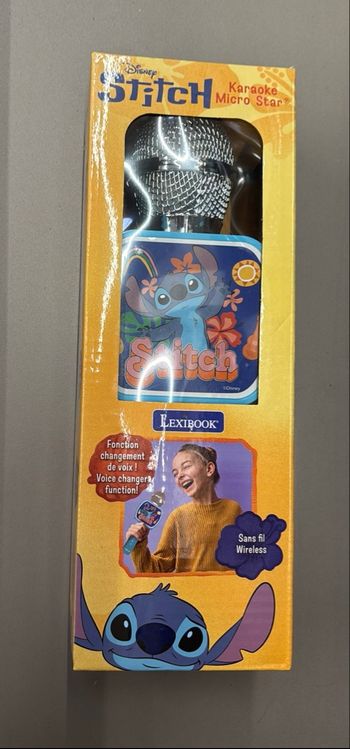 Disney
Stitch
Karaoke
Micro Star®
Stitch
©Disney
LEXIBOOK®
Fonction
changement
de voix !
Voice changer
function!
Sans fil
Wireless